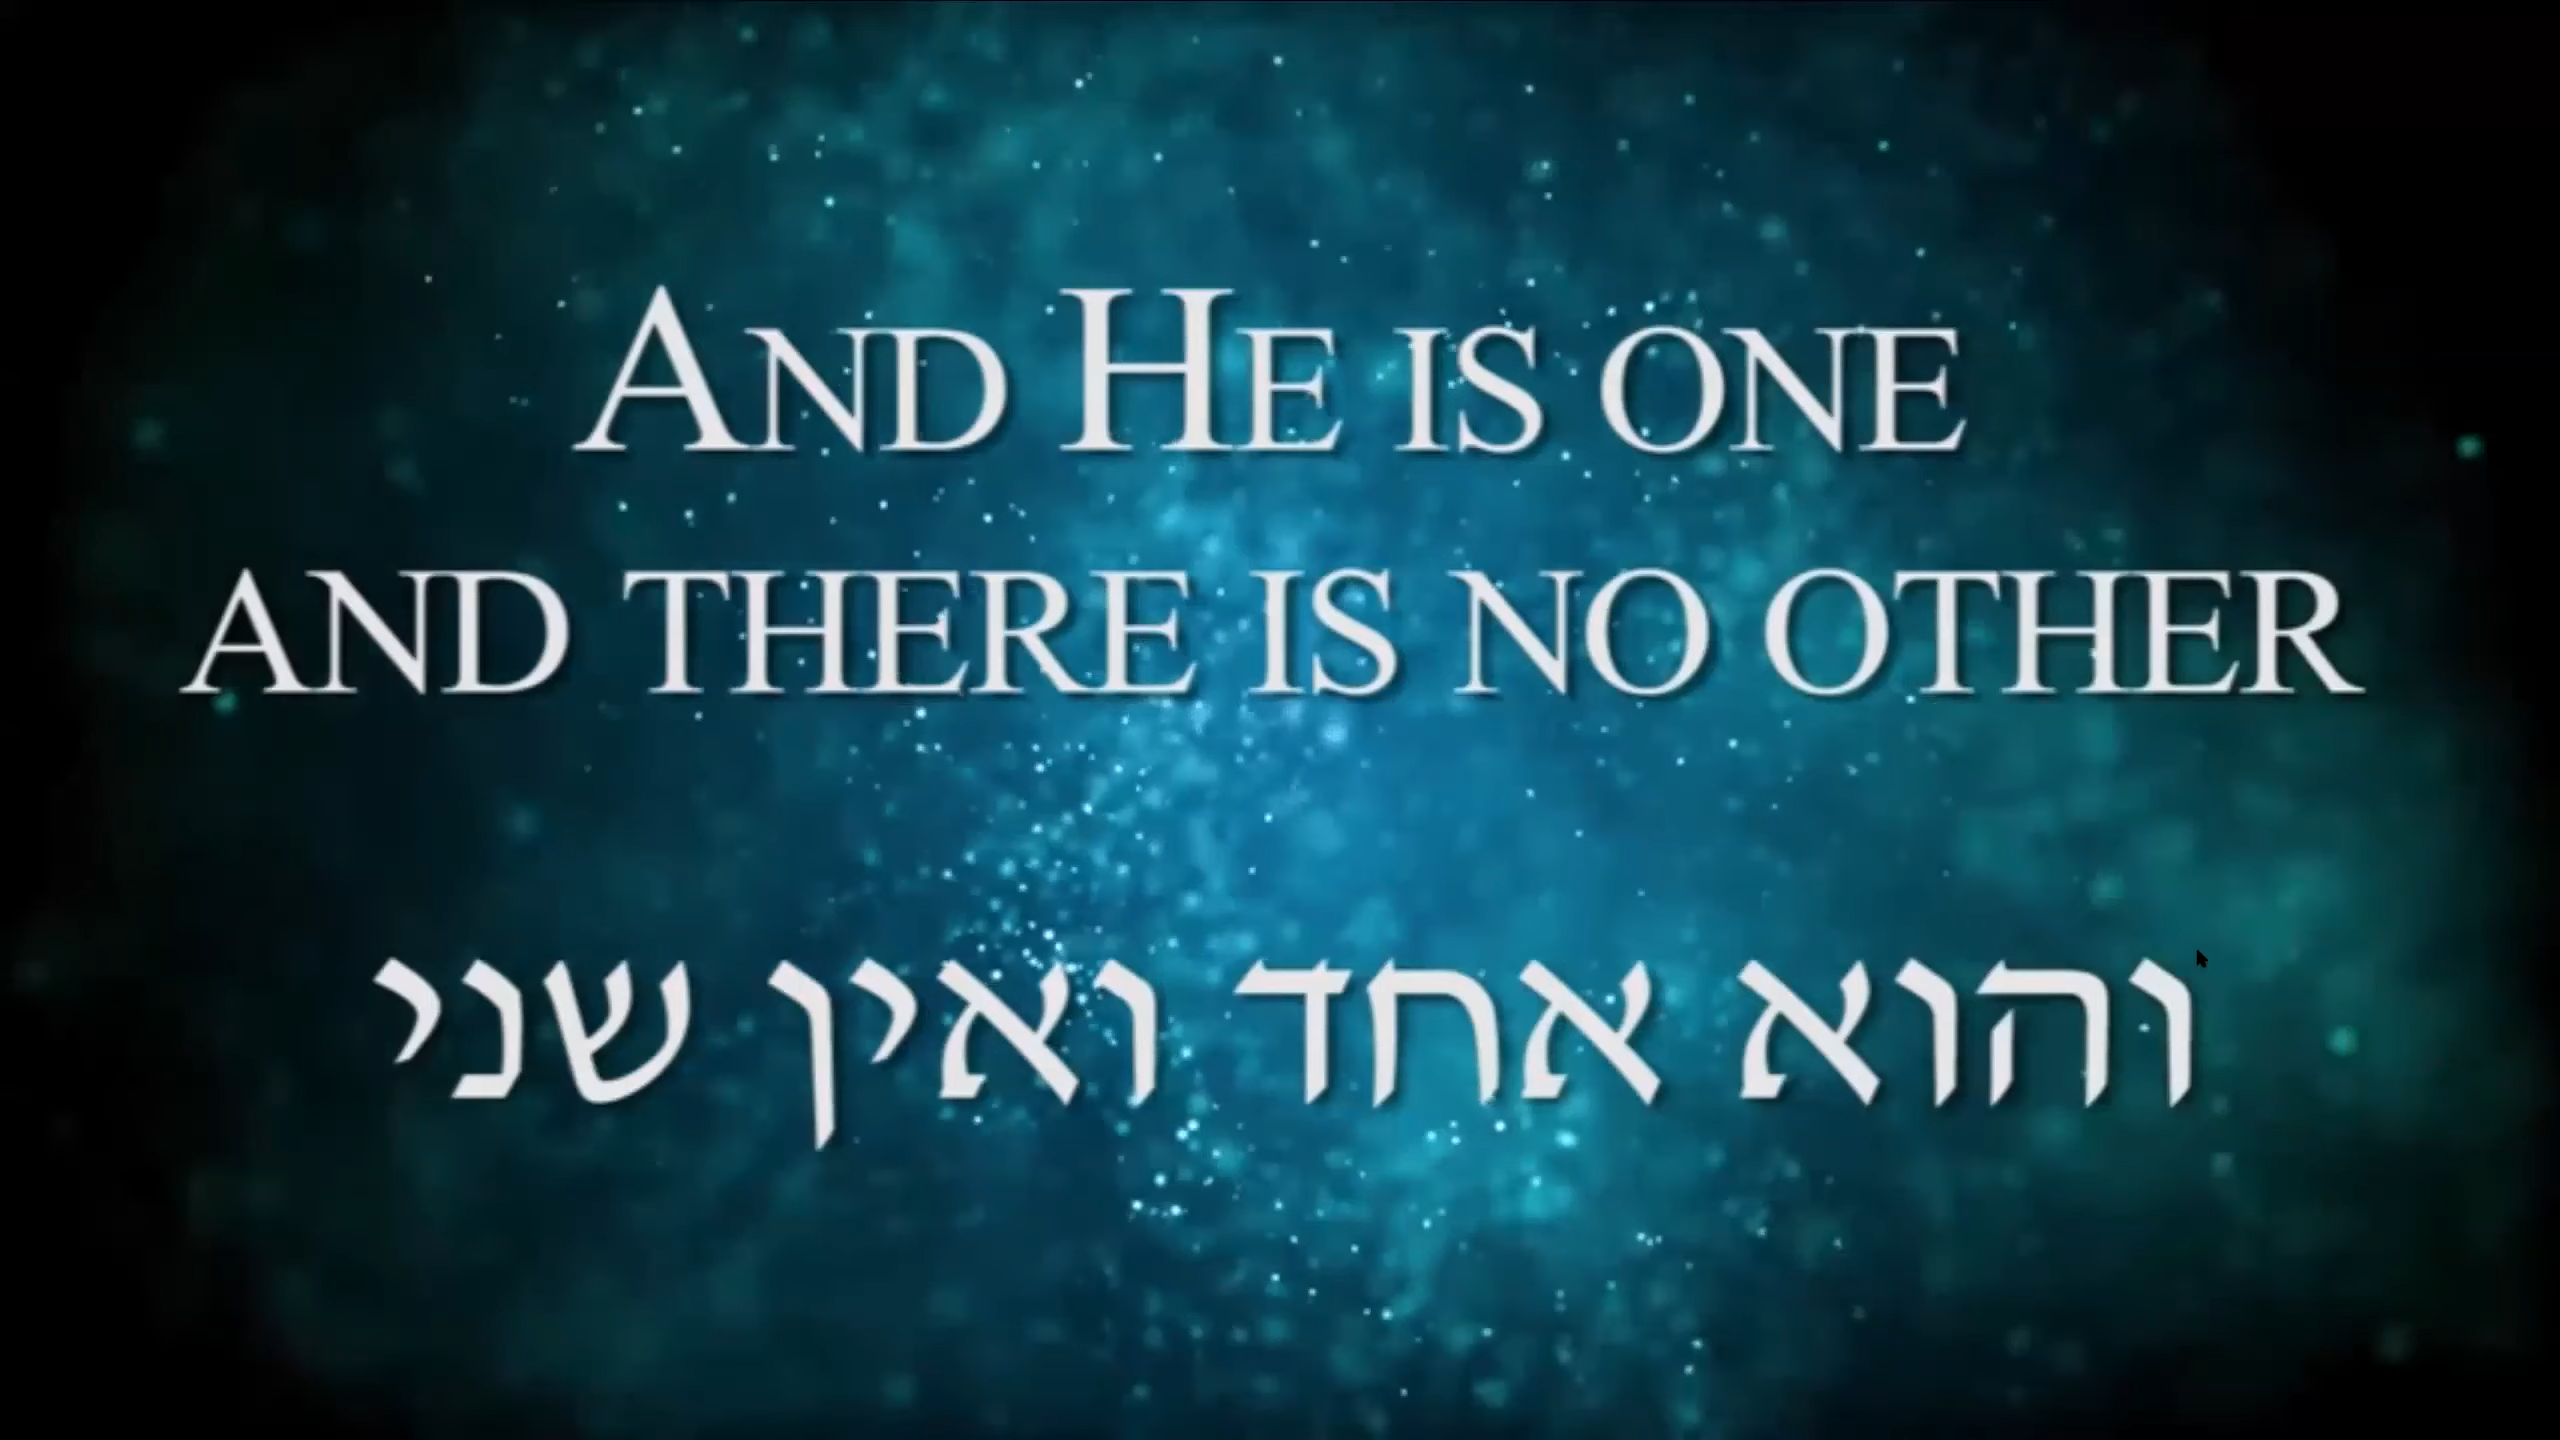 AND HE IS ONE
AND THERE IS NO OTHER
והוא אחד ואין שני